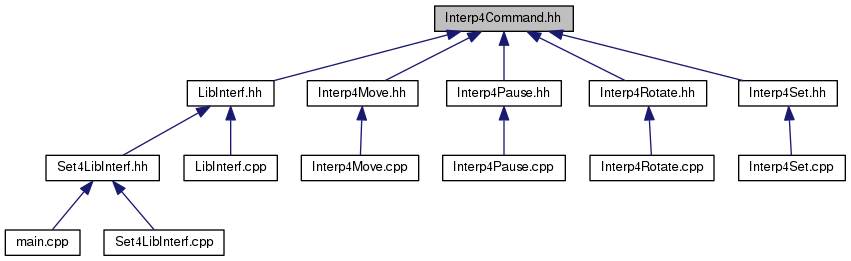 Interp4Command.hh
LibInterf.hh
Interp4Move.hh
Interp4Pause.hh
Interp4Rotate.hh
Interp4Set.hh
Set4LibInterf.hh
LibInterf.cpp
Interp4Move.cpp
Interp4Pause.cpp
Interp4Rotate.cpp
Interp4Set.cpp
main.cpp
Set4LibInterf.cpp